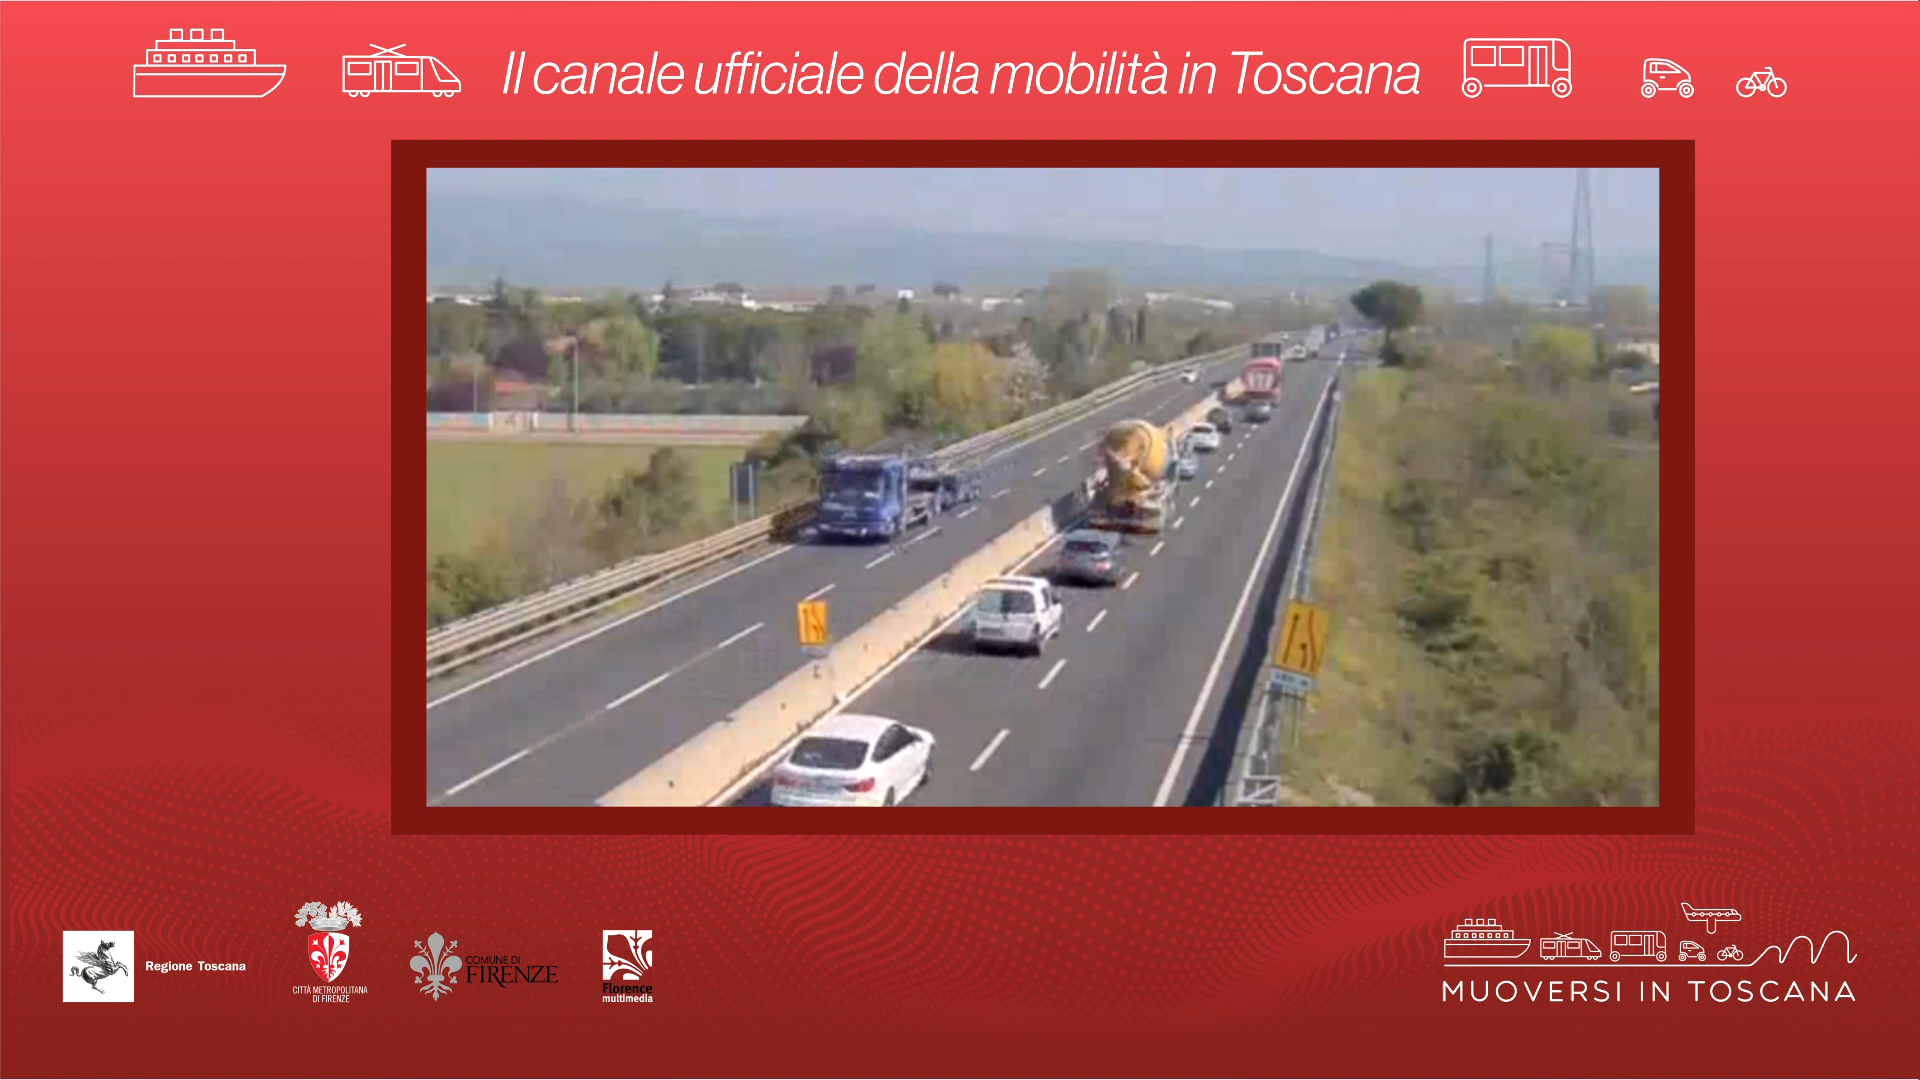 Il canale ufficiale della mobilità in Toscana
Regione Toscana
CITTÀ METROPOLITANA
DI FIRENZE
COMUNE DI
FIRENZE
Florence
multimedia
MUOVERSI IN TOSCANA